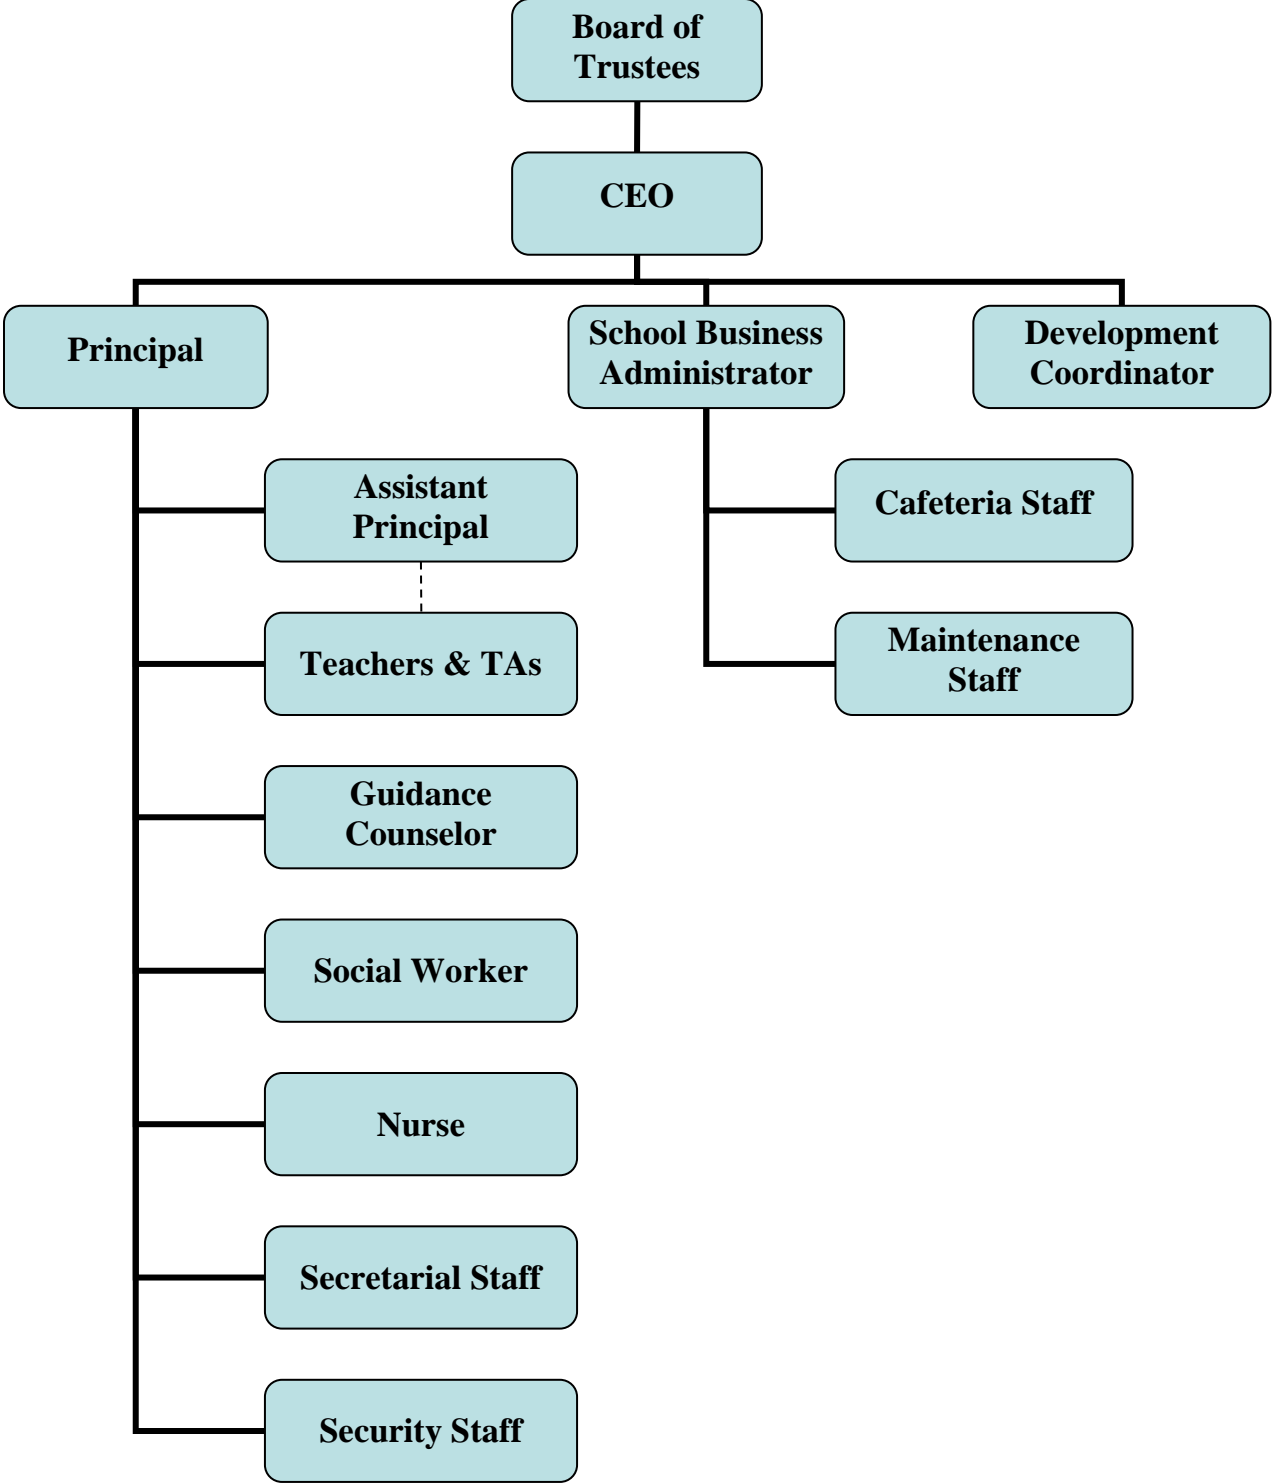 Board of
Trustees
CEO
Principal
School Business
Administrator
Development
Coordinator
Assistant
Principal
Cafeteria Staff
Teachers & TAs
Maintenance
Staff
Guidance
Counselor
Social Worker
Nurse
Secretarial Staff
Security Staff